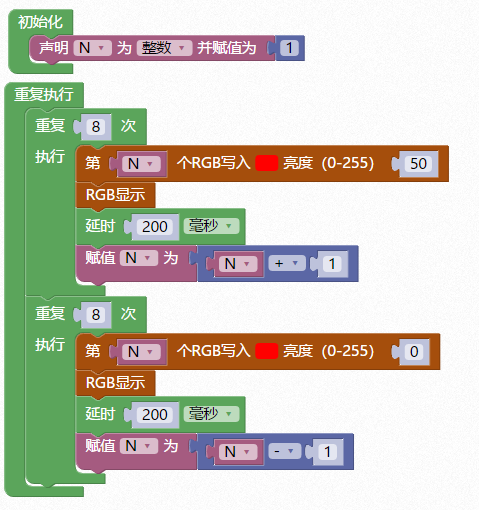 初始化
声明 N 为 整数 并赋值为 1
重复执行
重复 8 次
执行 第 N 个RGB写入 亮度（0-255） 50
RGB显示
延时 200 毫秒
赋值 N 为 N + 1
重复 8 次
执行 第 N 个RGB写入 亮度（0-255） 0
RGB显示
延时 200 毫秒
赋值 N 为 N - 1